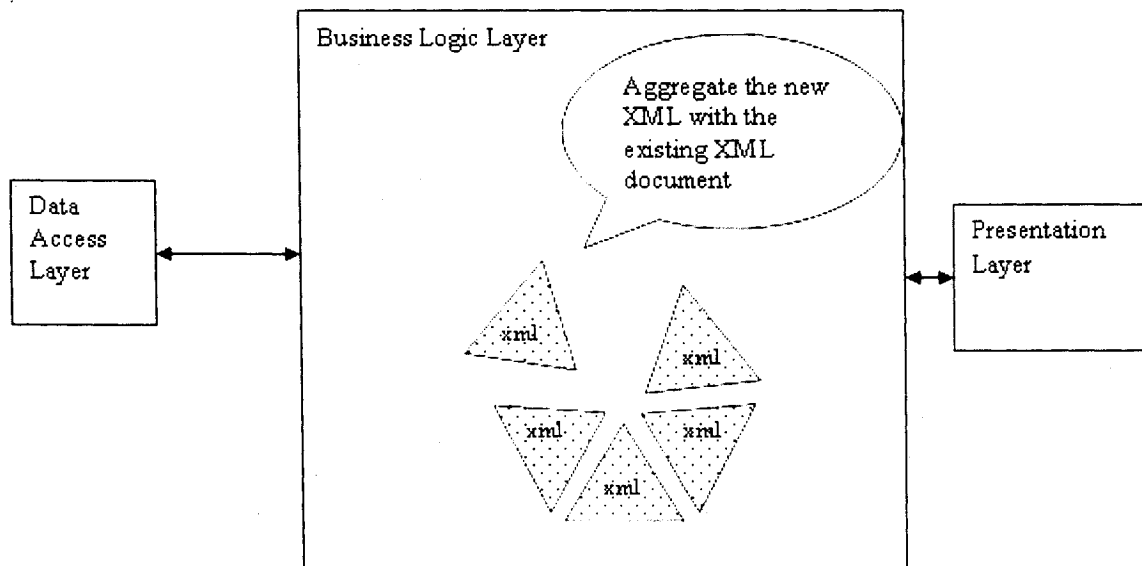 Business Logic Layer
Aggregate the new
XML with the
existing XML
document
Data
Access
Layer
Presentation
Layer
xml
xml
xml
xml
xml